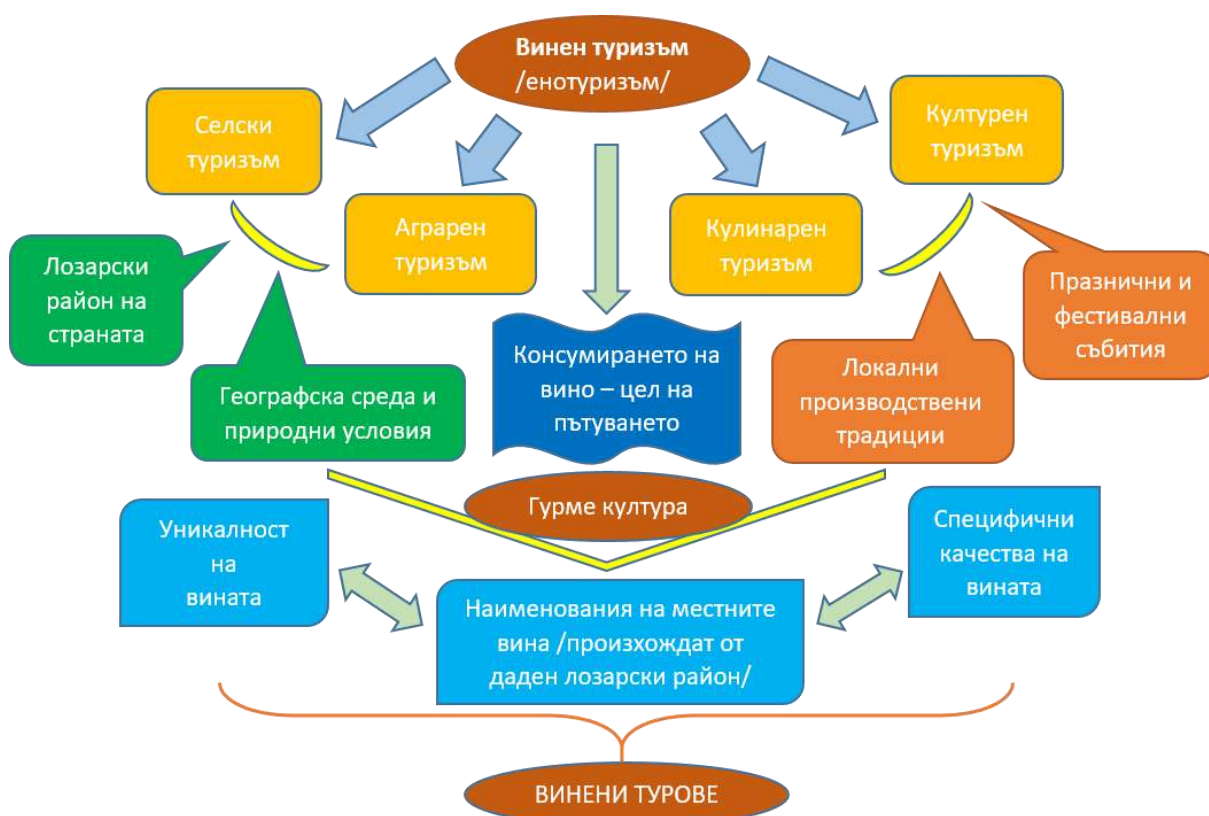 Винен туризъм
/енотуризъм/
Селски
туризъм
Културен
туризъм
Аграрен
туризъм
Кулинарен
туризъм
Лозарски
район на
страната
Празнични и
фестивални
събития
Географска среда и
природни условия
Консумирането на
вино – цел на
пътуването
Локални
производствени
традиции
Гурме култура
Уникалност
на
вината
Специфични
качества на
вината
Наименования на местните
вина /произхождат от
даден лозарски район/
ВИНЕНИ ТУРОВЕ